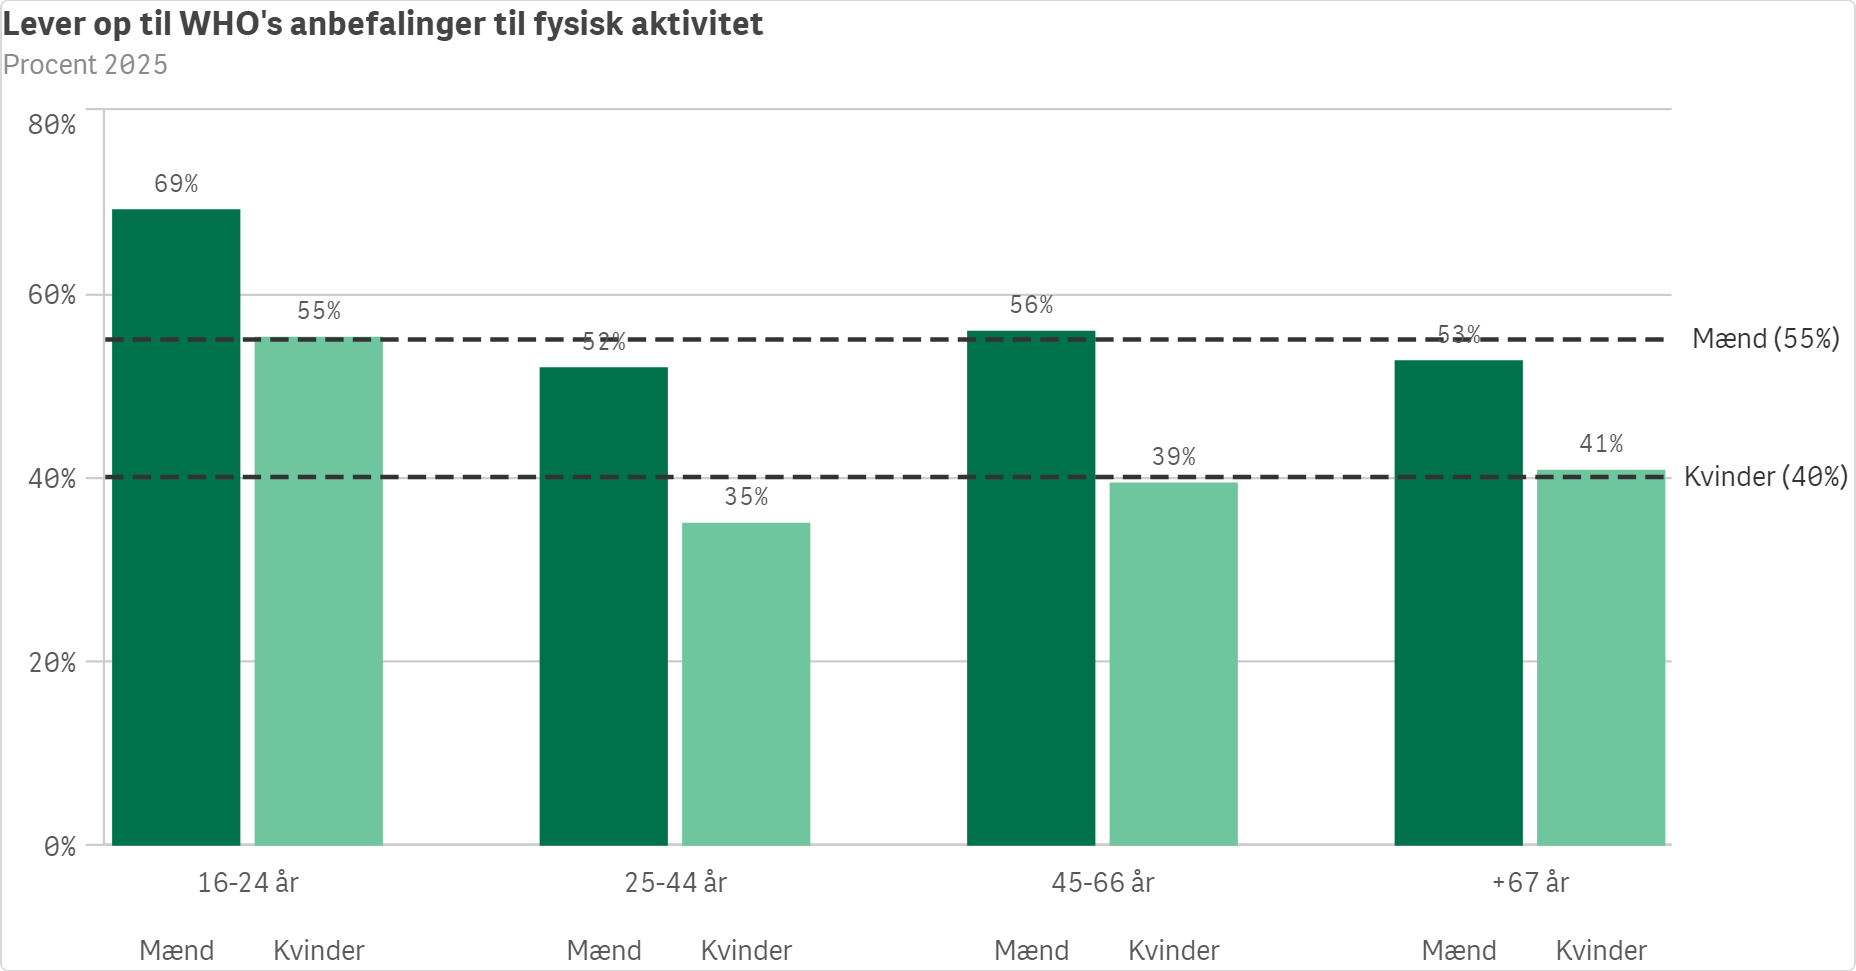 Lever op til WHO's anbefalinger til fysisk aktivitet
Procent 2025
80%
69%
60%
55%
56%
52%
53%
Mænd (55%)
41%
39%
40%
Kvinder (40%)
35%
20%
0%
16-24 år
25-44 år
45-66 år
+67 år
Mænd Kvinder Mænd Kvinder Mænd Kvinder Mænd Kvinder